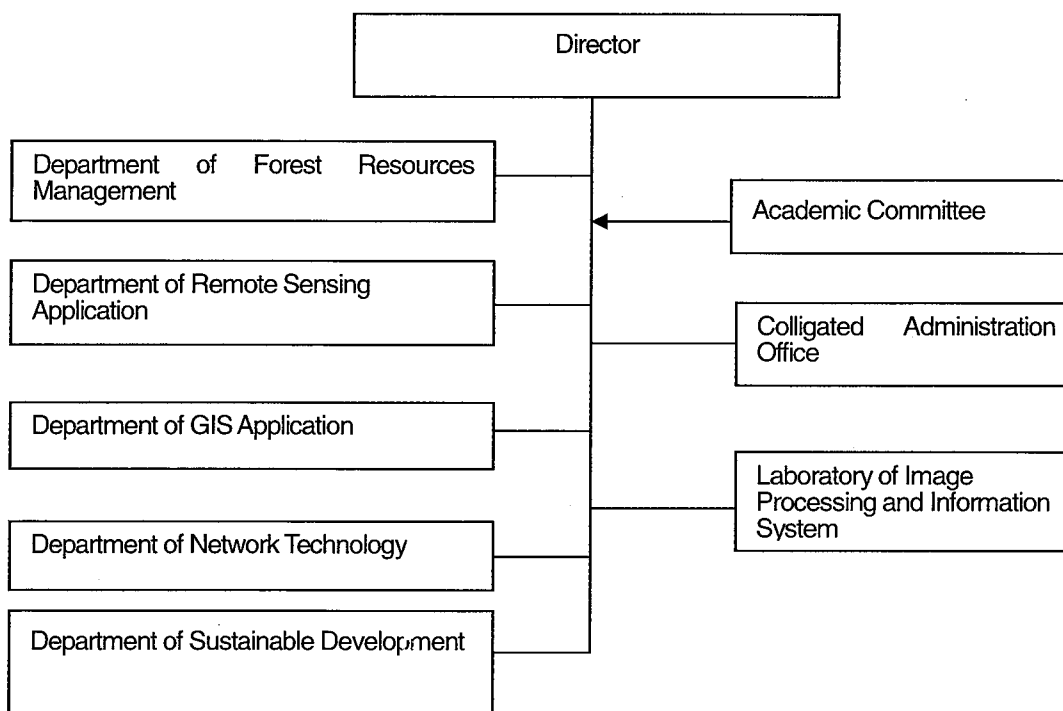 Director
Department of Forest Resources
Management
Academic Committee
Department of Remote Sensing
Application
Colligated Administration
Office
Department of GIS Application
Laboratory of Image
Processing and Information
System
Department of Network Technology
Department of Sustainable Development